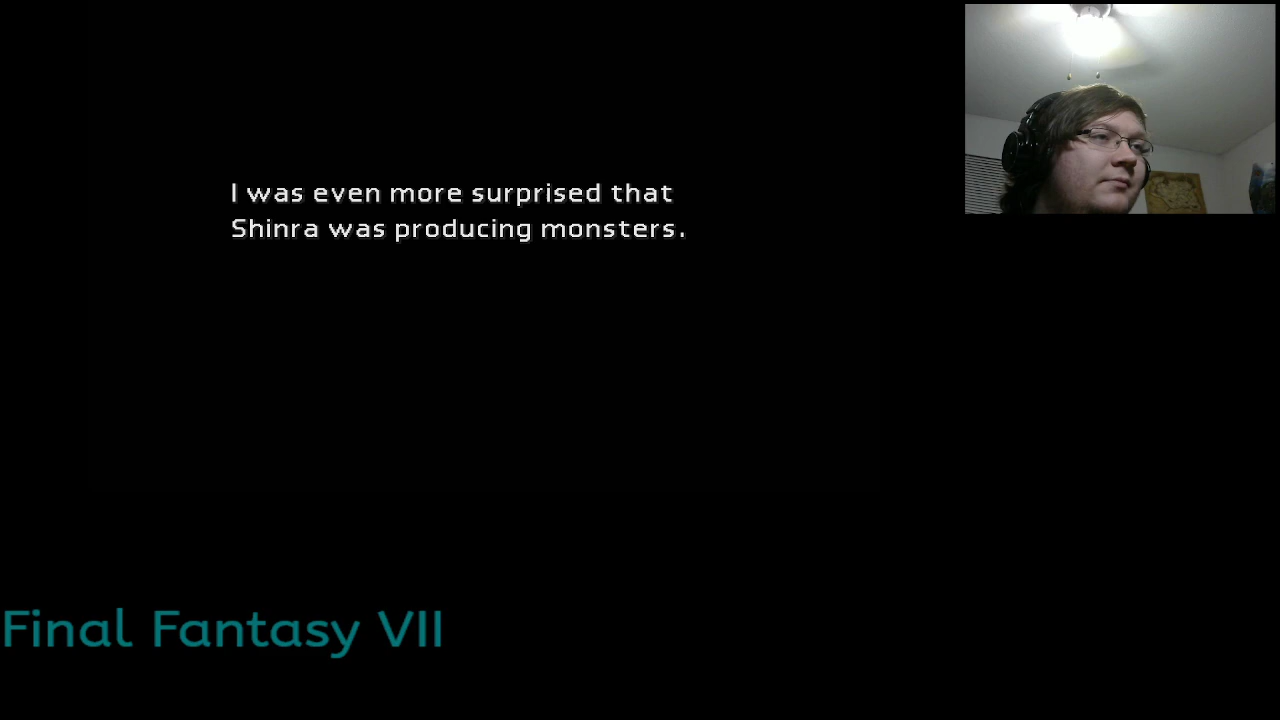 I was even more surprised that
Shinra was producing monsters.
Final Fantasy VII